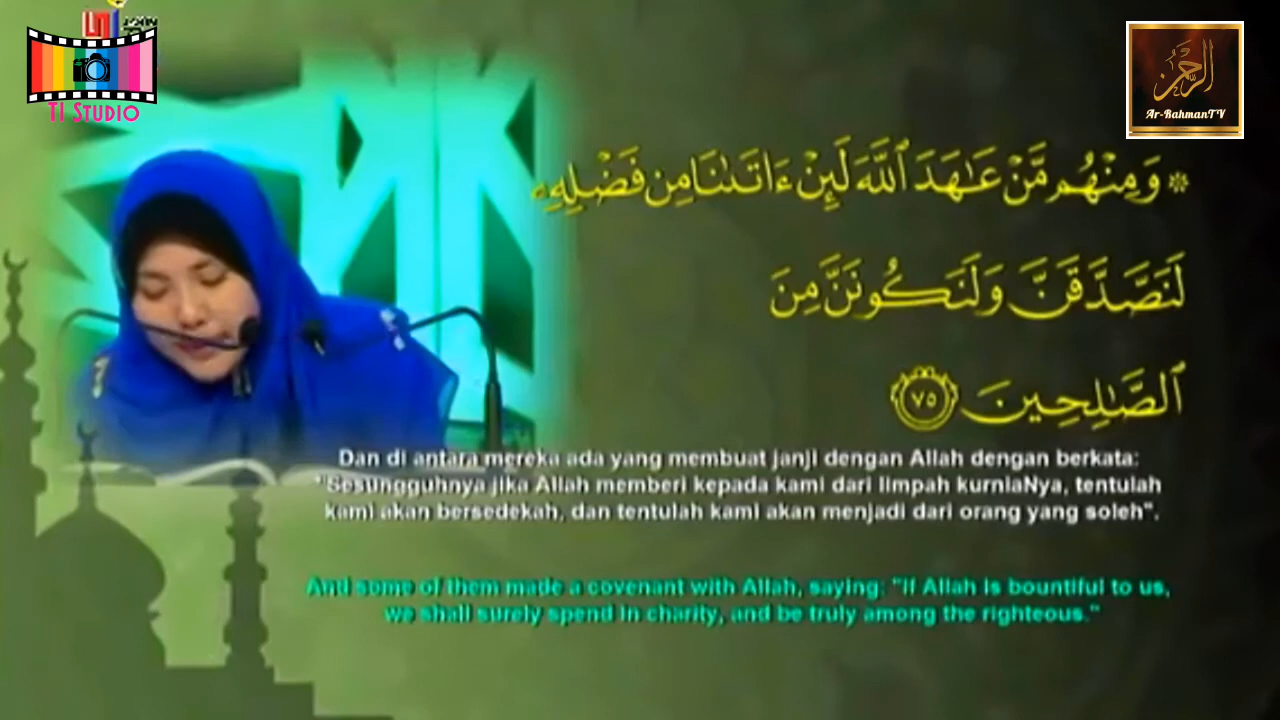 TI STUDIO
الرحمن
Ar-RahmanTV
۞ وَمِنْهُم مَّنْ عَـٰهَدَ ٱللَّهَ لَئِنْ ءَاتَىٰنَا مِن فَضْلِهِۦ
لَنَصَّدَّقَنَّ وَلَنَكُونَنَّ مِنَ
ٱلصَّـٰلِحِينَ ٧٥
Dan di antara mereka ada yang membuat janji dengan Allah dengan berkata:
"Sesungguhnya jika Allah memberi kepada kami dari limpah kurniaNya, tentulah
kami akan bersedekah, dan tentulah kami akan menjadi dari orang yang soleh".
And some of them made a covenant with Allah, saying: "if Allah is bountiful to us,
we shall surely spend in charity, and be truly among the righteous."